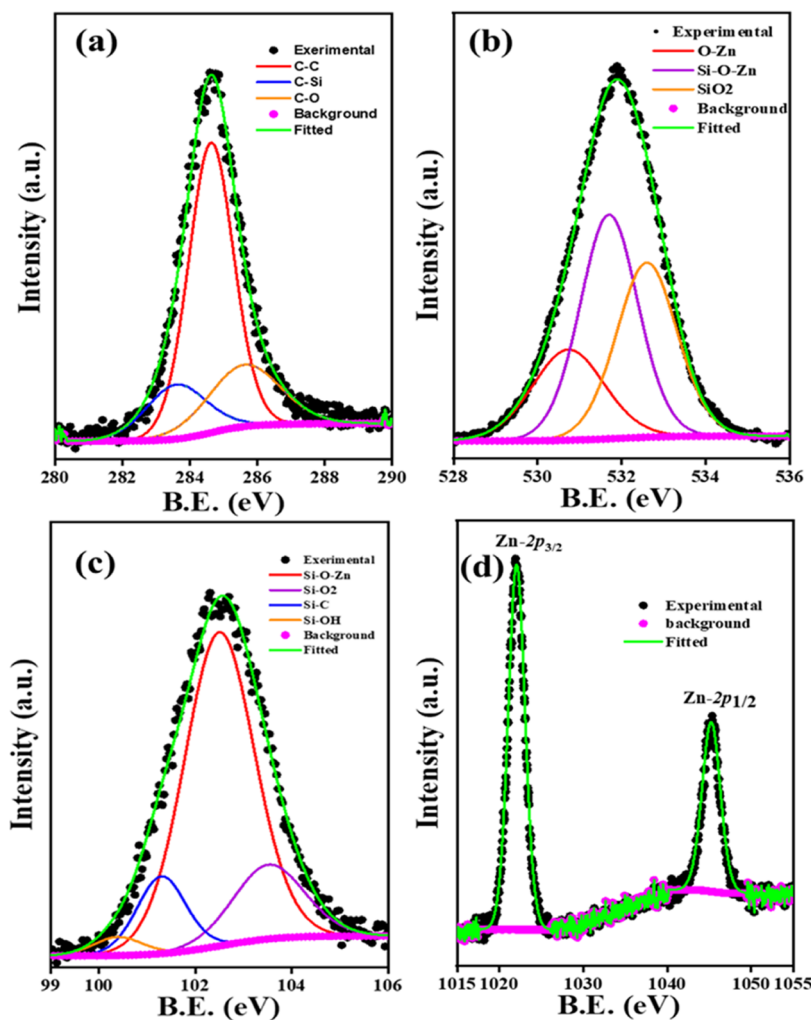 (a)
Exerimental
C-C
C-Si
C-O
Background
Fitted
Intensity (a.u.)
280 282 284 286 288 290
B.E. (eV)
(b)
Experimental
O-Zn
Si-O-Zn
SiO2
Background
Fitted
Intensity (a.u.)
528 530 532 534 536
B.E. (eV)
(c)
Exerimental
Si-O-Zn
Si-O2
Si-C
Si-OH
Background
Fitted
Intensity (a.u.)
99 100 102 104 106
B.E. (eV)
Zn-2p3/2
(d)
Experimental
background
Fitted
Zn-2p1/2
Intensity (a.u.)
1015 1020 1030 1040 1050 1055
B.E. (eV)